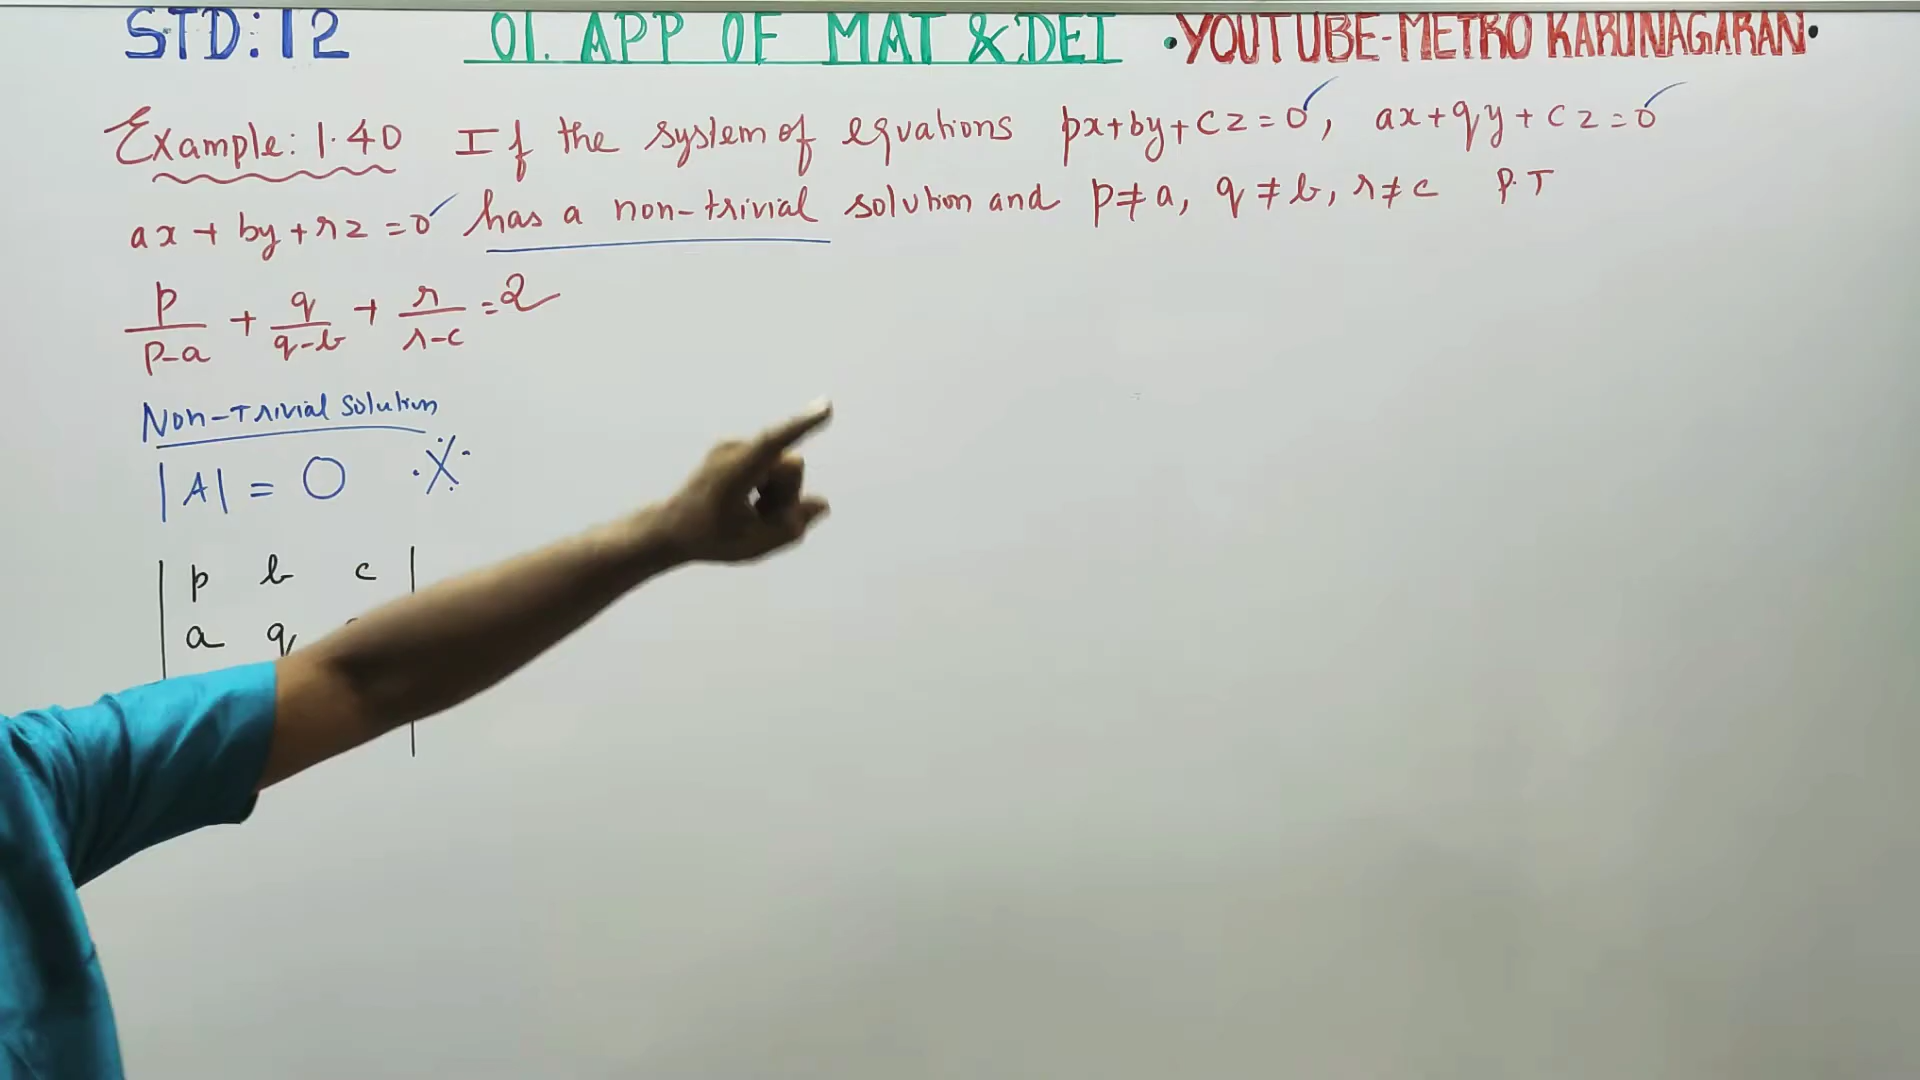 STD: 12 01. APP OF MAT & DET •YOUTUBE-METRO KARUNAGARAN•
Example: 1.40 If the system of equations px+by+cz=0, ax+qy+cz=0
ax+by+rz=0 has a non-trivial solution and p≠a, q≠b, r≠c P.T
p/p-a + q/q-b + r/r-c = 2
Non-Trivial Solution
|A| = 0
p b c
a q